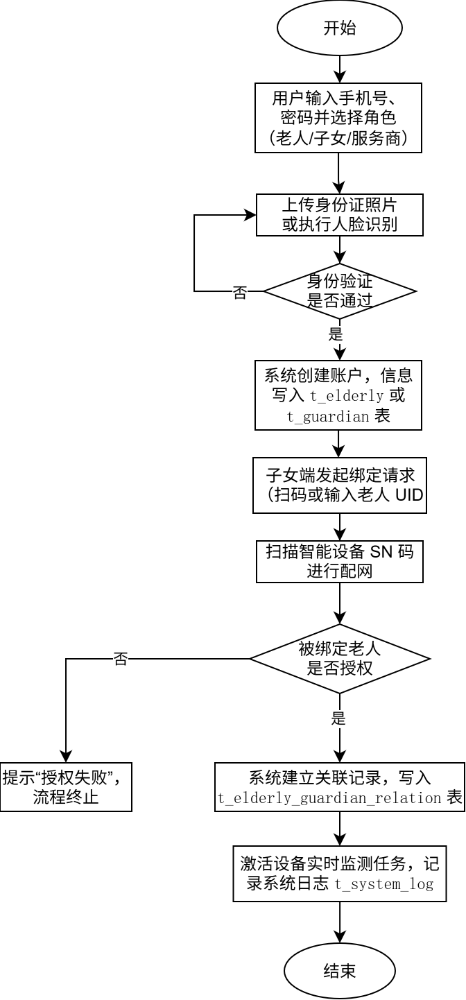 开始
用户输入手机号、
密码并选择角色
（老人/子女/服务商）
上传身份证照片
或执行人脸识别
身份验证
是否通过
否
是
系统创建账户，信息
写入 t_elderly 或
t_guardian 表
子女端发起绑定请求
（扫码或输入老人 UID
扫描智能设备 SN 码
进行配网
被绑定老人
是否授权
否
是
提示“授权失败”，
流程终止
系统建立关联记录，写入
t_elderly_guardian_relation 表
激活设备实时监测任务，记
录系统日志 t_system_log
结束